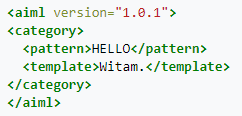 <aiml version="1.0.1">
<category>
  <pattern>HELLO</pattern>
  <template>Witam.</template>
</category>
</aiml>